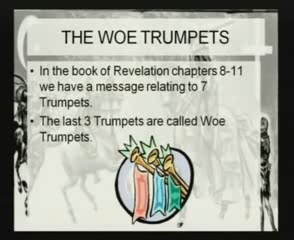 THE WOE TRUMPETS
• In the book of Revelation chapters 8-11
we have a message relating to 7
Trumpets.
• The last 3 Trumpets are called Woe
Trumpets.